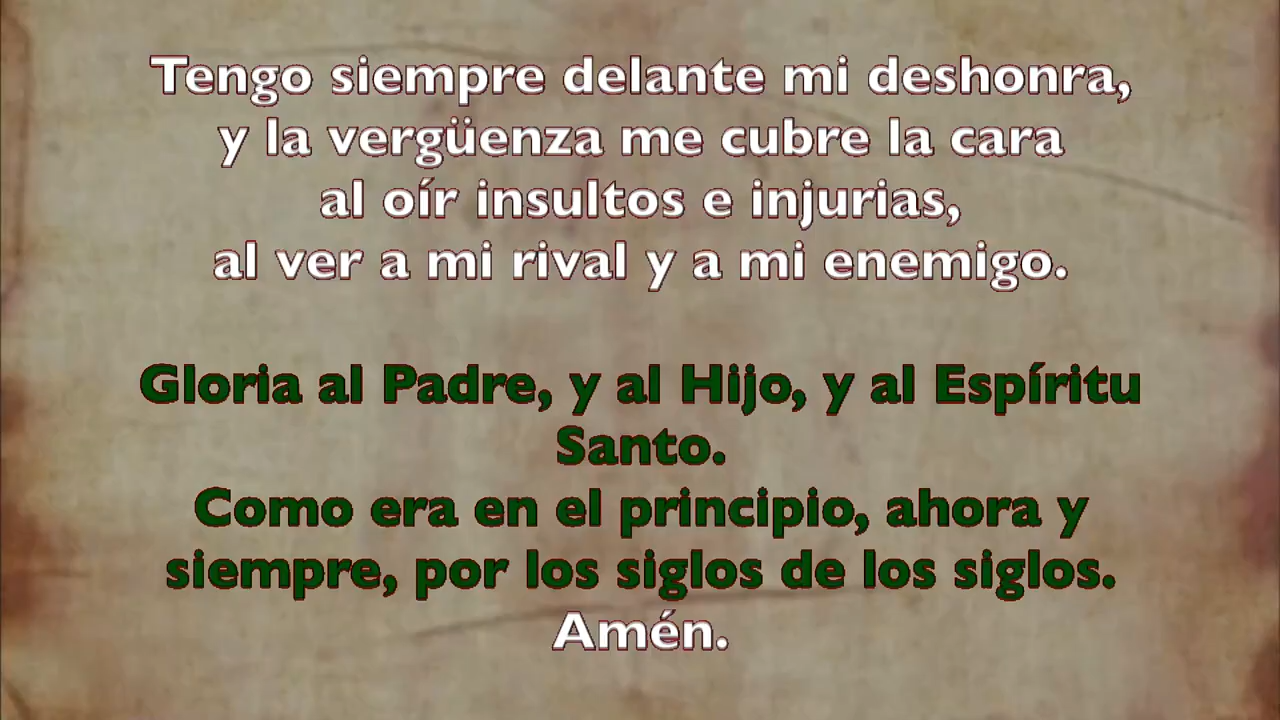 Tengo siempre delante mi deshonra,
y la vergüenza me cubre la cara
al oír insultos e injurias,
al ver a mi rival y a mi enemigo.
Gloria al Padre, y al Hijo, y al Espíritu
Santo.
Como era en el principio, ahora y
siempre, por los siglos de los siglos.
Amén.